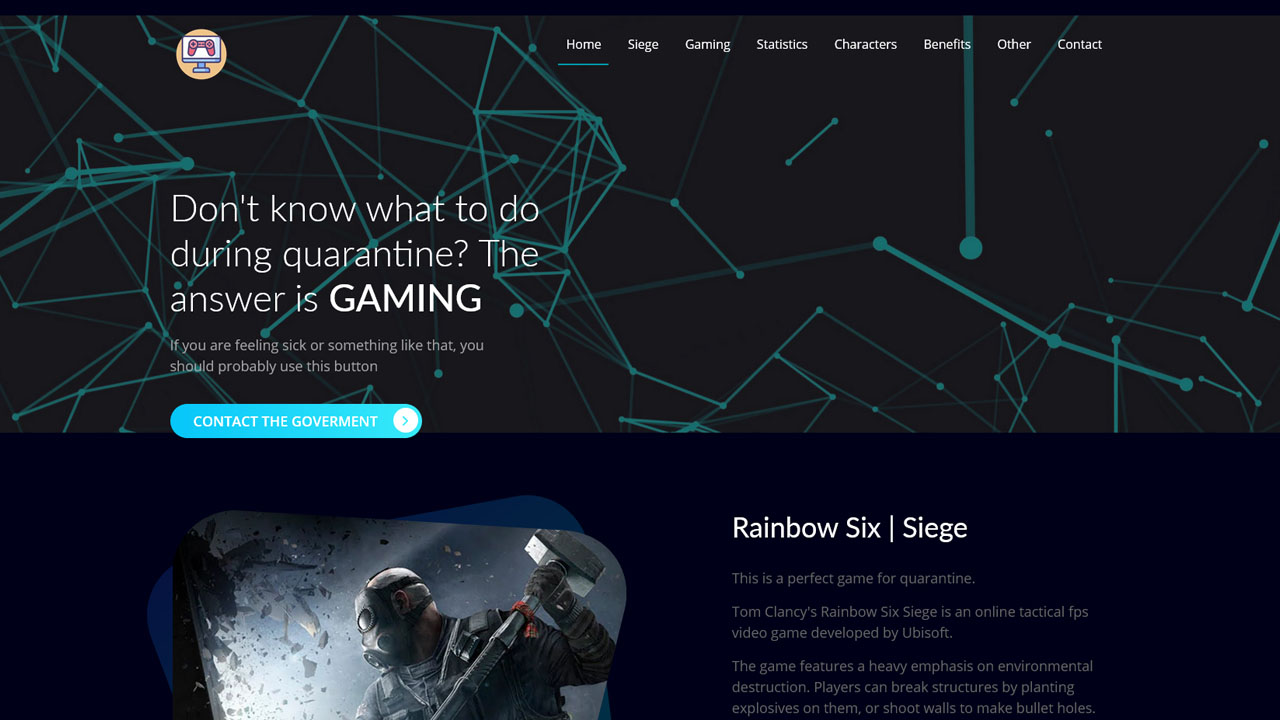 Home Siege Gaming Statistics Characters Benefits Other Contact
Don't know what to do
during quarantine? The
answer is GAMING
If you are feeling sick or something like that, you
should probably use this button
CONTACT THE GOVERMENT
Rainbow Six | Siege
This is a perfect game for quarantine.
Tom Clancy's Rainbow Six Siege is an online tactical fps
video game developed by Ubisoft.
The game features a heavy emphasis on environmental
destruction. Players can break structures by planting
explosives on them, or shoot walls to make bullet holes.